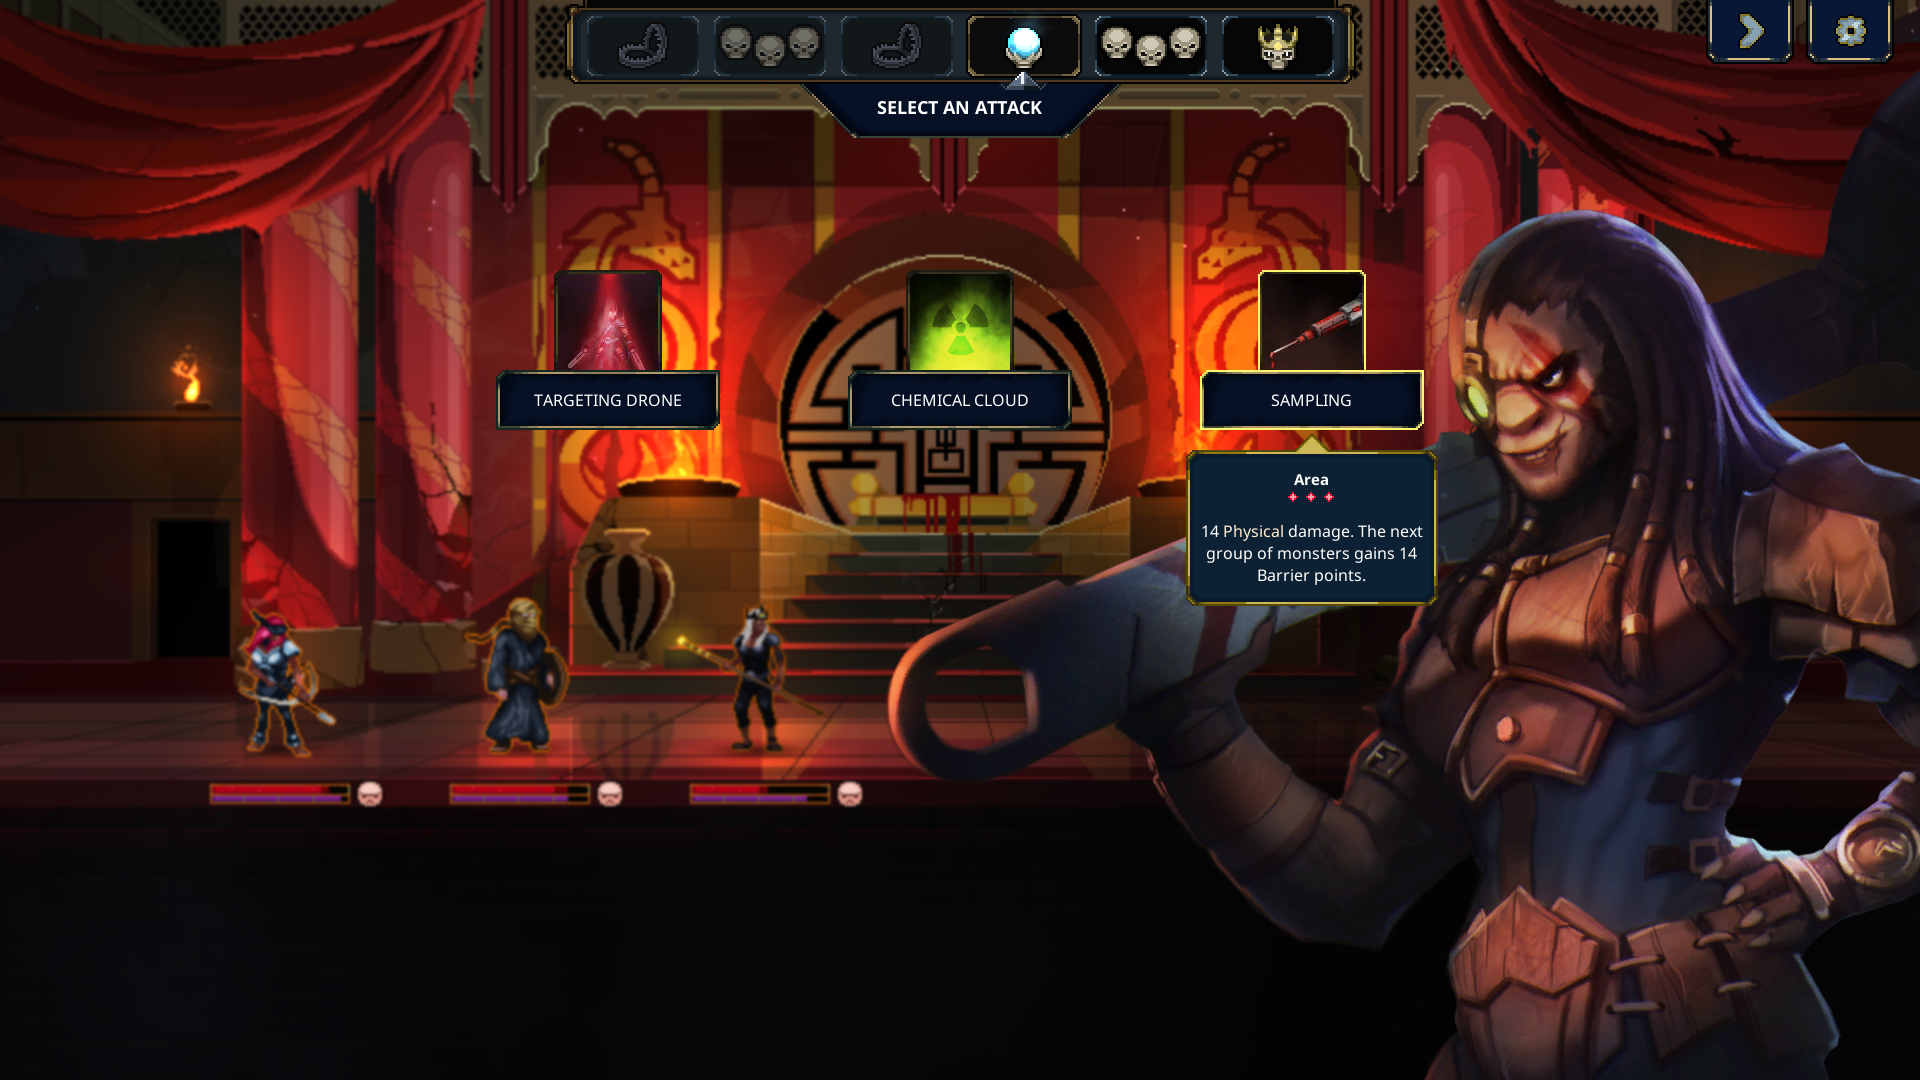 SELECT AN ATTACK
TARGETING DRONE
CHEMICAL CLOUD
SAMPLING
Area
14 Physical damage. The next
group of monsters gains 14
Barrier points.